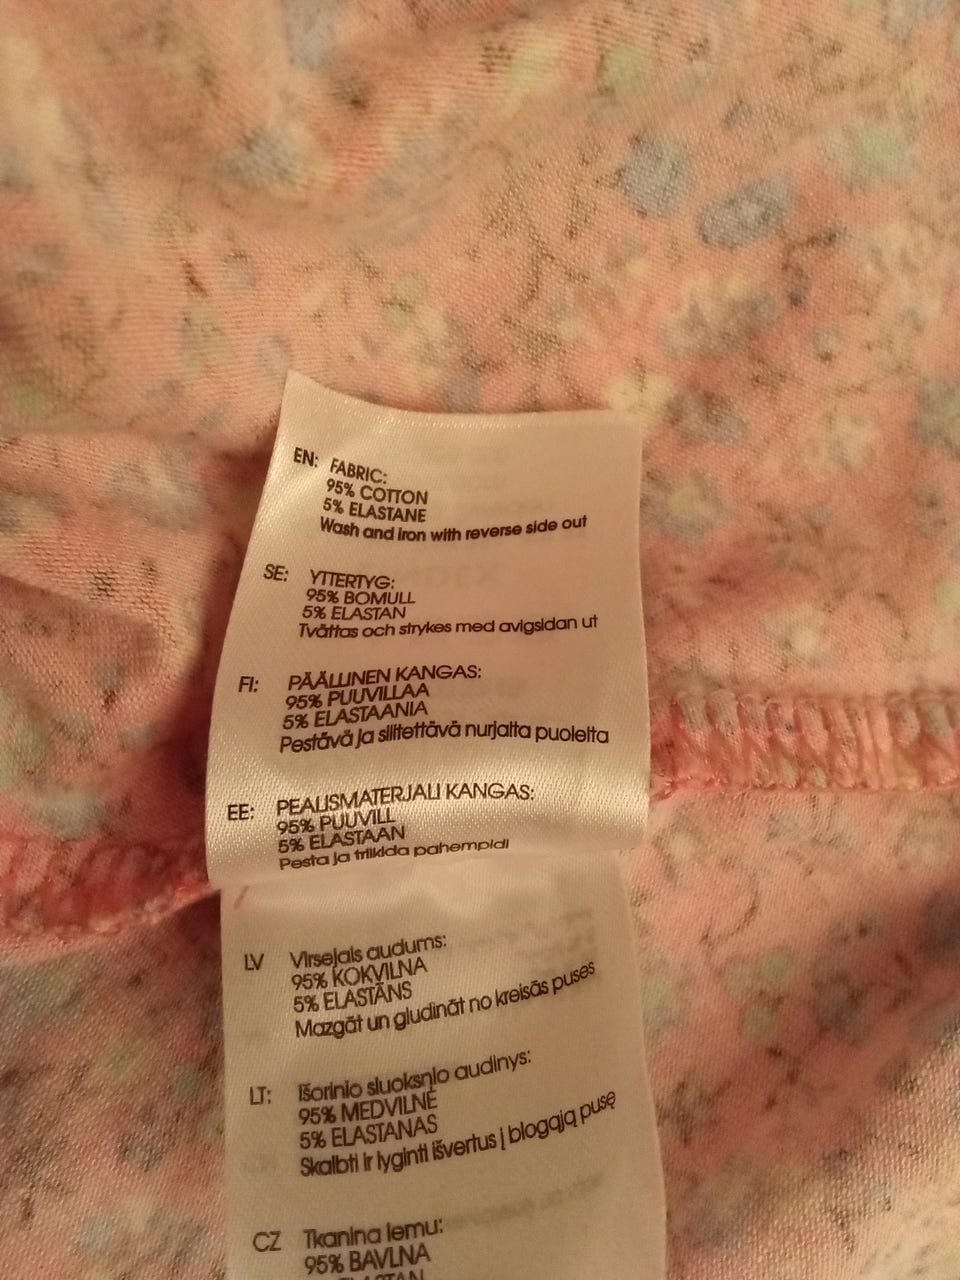 EN: FABRIC:
95% COTTON
5% ELASTANE
Wash and iron with reverse side out
SE: YTTERTYG:
95% BOMULL
5% ELASTAN
Tvättas och strykes med avigsidan ut
FI: PÄÄLLINEN KANGAS:
95% PUUVILLAA
5% ELASTAANIA
Pestävä ja silitettävä nurjalta puolelta
EE: PEALISMATERJALI KANGAS:
95% PUUVILL
5% ELASTAAN
Pesta ja triikida pahempidi
LV Virsejais audums:
95% KOKVILNA
5% ELASTĀNS
Mazgāt un gludināt no kreisās puses
LT: Išorinio sluoksnio audinys:
95% MEDVILNĖ
5% ELASTANAS
Skalbti ir lyginti išvertus į blogąją pusę
CZ Tkanina lemu:
95% BAVLNA
ELASTAN